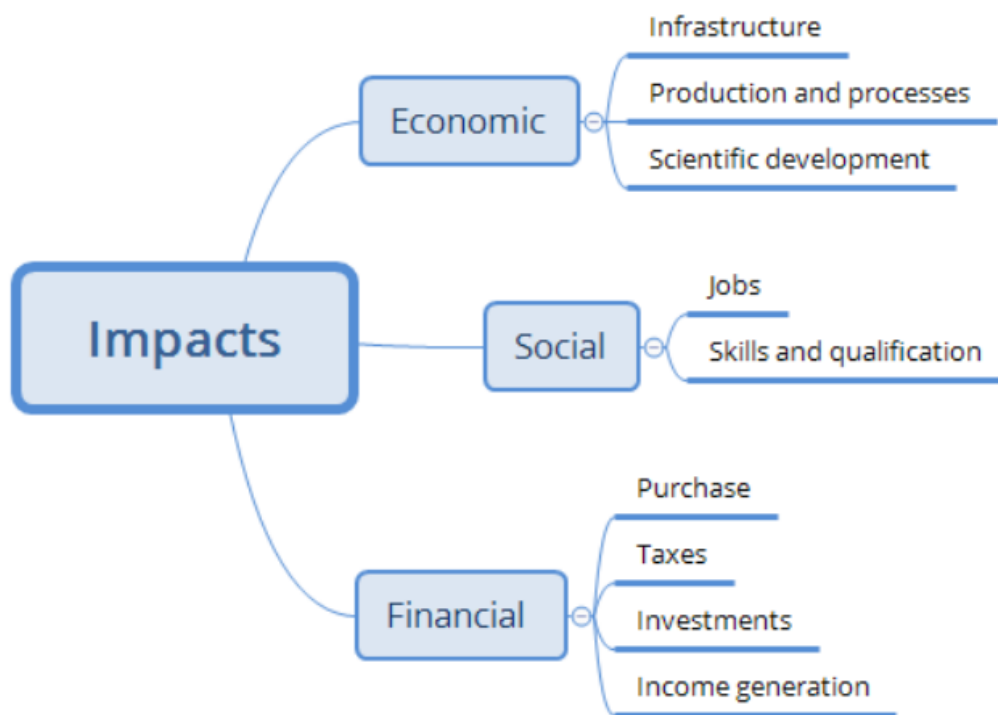 Impacts
Economic
Infrastructure
Production and processes
Scientific development
Social
Jobs
Skills and qualification
Financial
Purchase
Taxes
Investments
Income generation